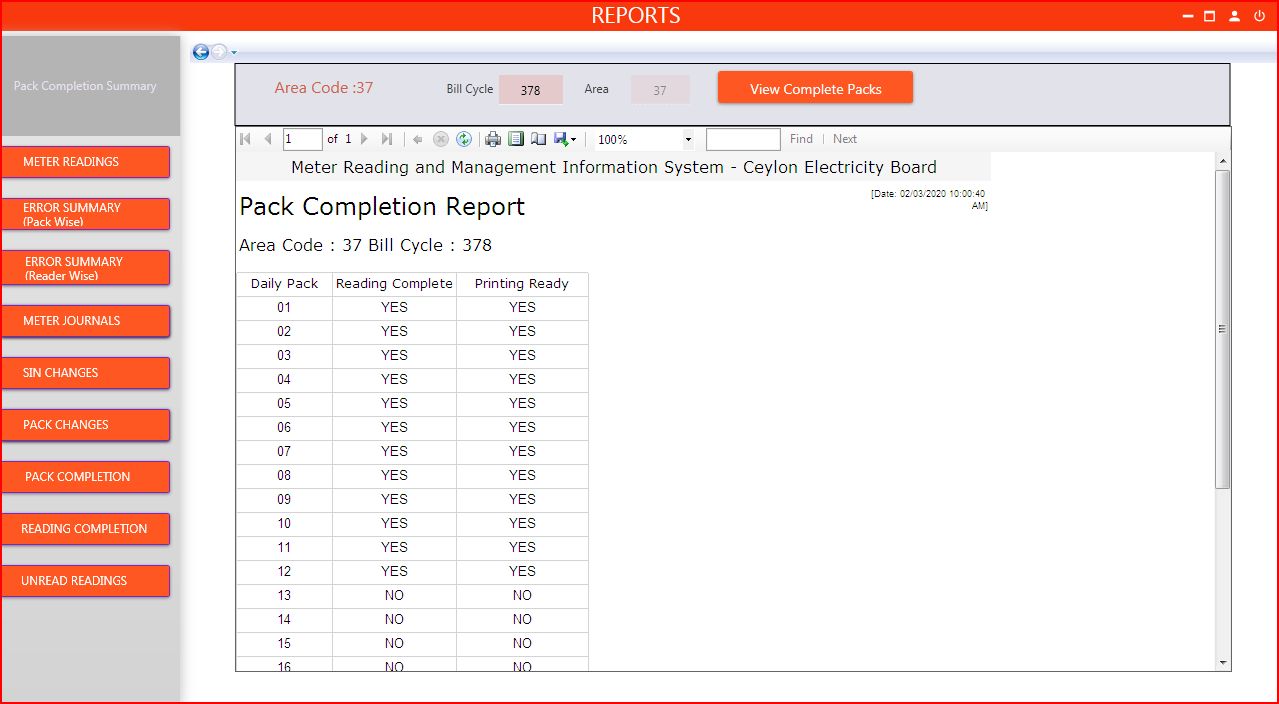 REPORTS
Pack Completion Summary
METER READINGS
ERROR SUMMARY
(Pack Wise)
ERROR SUMMARY
(Reader Wise)
METER JOURNALS
SIN CHANGES
PACK CHANGES
PACK COMPLETION
READING COMPLETION
UNREAD READINGS
Area Code :37 Bill Cycle 378 Area 37 View Complete Packs
1 of 1 100% Find | Next
Meter Reading and Management Information System - Ceylon Electricity Board
[Date: 02/03/2020 10:00:40
AM]
Pack Completion Report
Area Code : 37 Bill Cycle : 378
Daily Pack Reading Complete Printing Ready
01 YES YES
02 YES YES
03 YES YES
04 YES YES
05 YES YES
06 YES YES
07 YES YES
08 YES YES
09 YES YES
10 YES YES
11 YES YES
12 YES YES
13 NO NO
14 NO NO
15 NO NO
16 NO NO